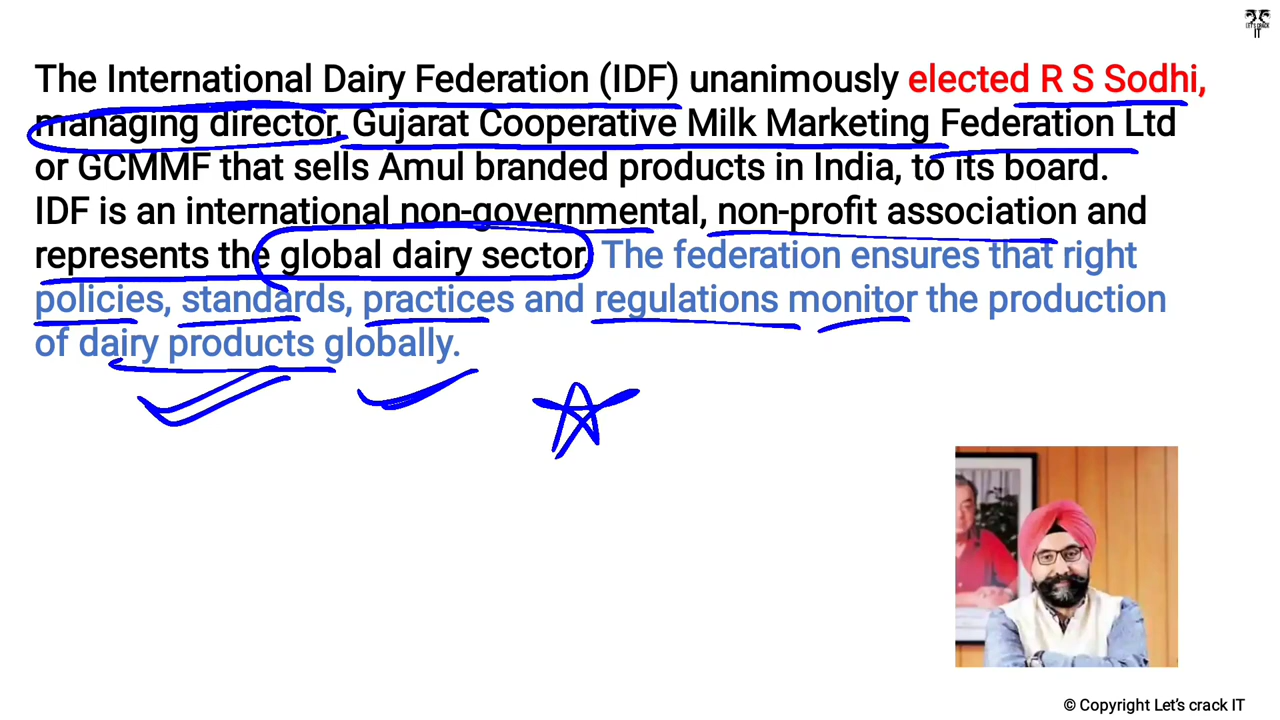 LET'S CRACK
IT
The International Dairy Federation (IDF) unanimously elected R S Sodhi,
managing director, Gujarat Cooperative Milk Marketing Federation Ltd
or GCMMF that sells Amul branded products in India, to its board.
IDF is an international non-governmental, non-profit association and
represents the global dairy sector. The federation ensures that right
policies, standards, practices and regulations monitor the production
of dairy products globally.
© Copyright Let's crack IT